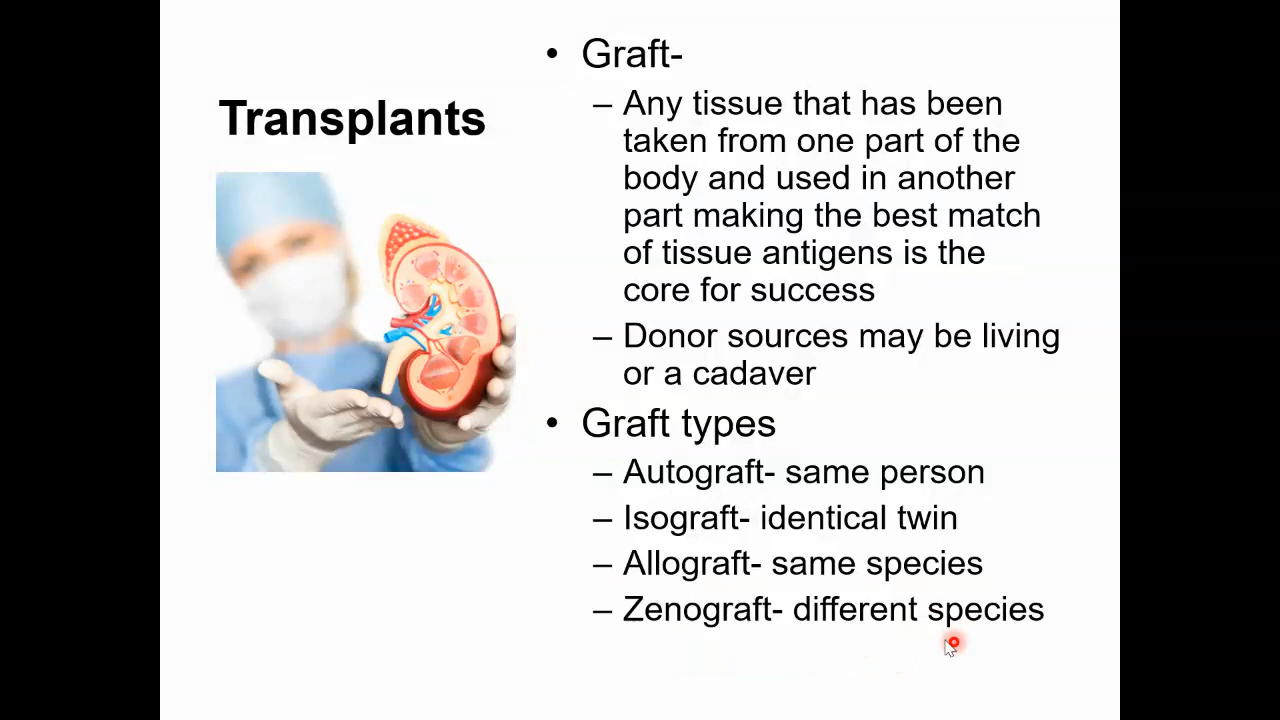 Transplants
• Graft-
– Any tissue that has been
taken from one part of the
body and used in another
part making the best match
of tissue antigens is the
core for success
– Donor sources may be living
or a cadaver
• Graft types
– Autograft- same person
– Isograft- identical twin
– Allograft- same species
– Zenograft- different species